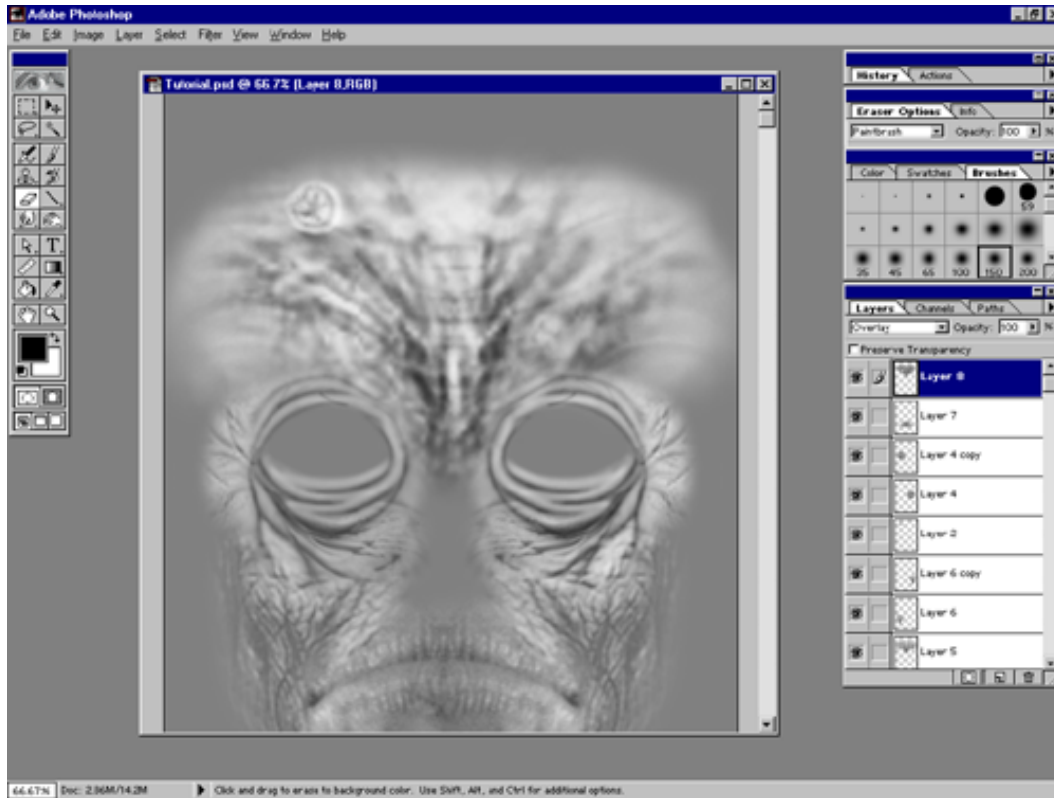 Adobe Photoshop
File Edit Image Layer Select Filter View Window Help
Tutorial.psd @ 66.7% (Layer 8,RGB)
History Actions
Eraser Options Info
Paintbrush Opacity: 100 %
Color Swatches Brushes
59
35 45 65 100 150 200
Layers Channels Paths
Overlay Opacity: 100 %
Preserve Transparency
Layer 8
Layer 7
Layer 4 copy
Layer 4
Layer 2
Layer 6 copy
Layer 6
Layer 5
T
66.67% Doc: 2.06M/14.2M Click and drag to erase to background color. Use Shift, Alt, and Ctrl for additional options.